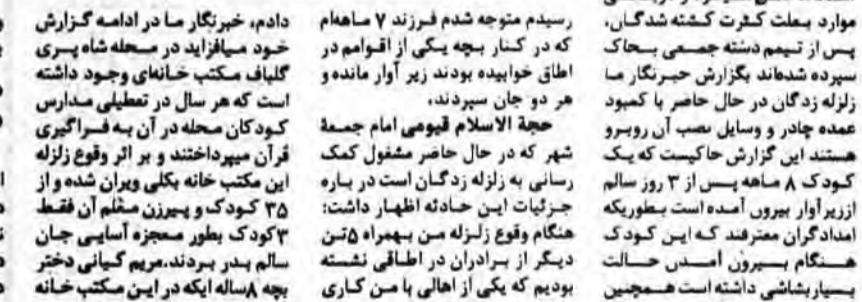 موارد بعلت کثرت کشته شدگان،
پس از تیمم دسته جمعی بخاک
سپرده شده‌اند بگزارش خبرنگار ما
زلزله زدگان در حال حاضر با کمبود
عمده چادر و وسایل نصب آن روبرو
هستند این گزارش حاکیست که یک
کودک ۸ ماهه پس از ۳ روز سالم
اززیر آوار بیرون آمده است بطوریکه
امدادگران معترفند که این کودک
هنگام بیرون آمدن حالت
بسیاربشاشی داشته است همچنین
رسیدم متوجه شدم فرزند ۷ ماهه‌ام
که در کنار بچه یکی از اقوامم در
اطاق خوابیده بودند زیر آوار مانده و
هر دو جان سپردند،
حجة الاسلام قیومی امام جمعهٔ
شهر که در حال حاضر مشغول کمک
رسانی به زلزله زدگان است در باره
جزئیات این حادثه اظهار داشت:
هنگام وقوع زلزله من بهمراه ۵تن
دیگر از برادران در اطاقی نشسته
بودیم که یکی از اهالی با من کاری
دادم، خبرنگار ما در ادامه گزارش
خود میافزاید در محله شاه پری
گلباف مکتب خانه‌ای وجود داشته
است که هر سال در تعطیلی مدارس
کودکان محله در آن به فراگیری
قرآن میپرداختند و بر اثر وقوع زلزله
این مکتب خانه بکلی ویران شده و از
۳۵ کودک و پیرزن معلم آن فقط
۳کودک بطور معجزه آسایی جان
سالم بدر بردند.مریم گیانی دختر
بچه ۸ساله ایکه در این مکتب خانه